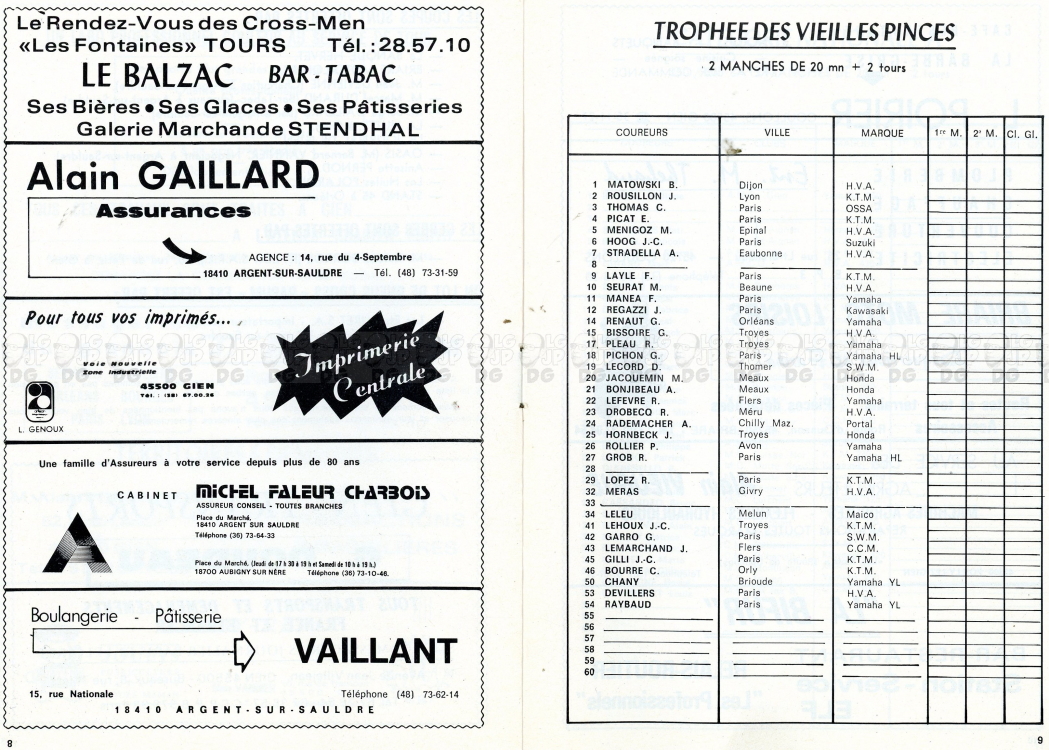 Le Rendez-Vous des Cross-Men
«Les Fontaines» TOURS Tél. : 28.57.10
LE BALZAC BAR - TABAC
Ses Bières • Ses Glaces • Ses Pâtisseries
Galerie Marchande STENDHAL
Alain GAILLARD
Assurances
AGENCE : 14, rue du 4-Septembre
18410 ARGENT-SUR-SAULDRE — Tél. (48) 73-31-59
Pour tous vos imprimés...
Imprimerie
Centrale
Voie Nouvelle
Zone Industrielle
45500 GIEN
Tél. : (38) 67.00.26
L. GENOUX
Une famille d'Assureurs à votre service depuis plus de 80 ans
CABINET MICHEL FALEUR CHARBOIS
ASSUREUR CONSEIL - TOUTES BRANCHES
Place du Marché,
18410 ARGENT SUR SAULDRE
Téléphone (36) 73-64-33
Place du Marché, (Jeudi de 17 h 30 à 19 h et Samedi de 10 h à 19 h.)
18700 AUBIGNY SUR NÈRE Téléphone (36) 73-10-46.
Boulangerie - Pâtisserie
VAILLANT
15, rue Nationale Téléphone (48) 73-62-14
18410 ARGENT-SUR-SAULDRE
8
TROPHEE DES VIEILLES PINCES
2 MANCHES DE 20 mn + 2 tours
COUREURS VILLE MARQUE 1re M. 2e M. Cl. Gl.
1 MATOWSKI B. Dijon H.V.A.
2 ROUSILLON J. Lyon K.T.M.
3 THOMAS C. Paris OSSA
4 PICAT E. Paris K.T.M.
5 MENIGOZ M. Epinal H.V.A.
6 HOOG J.-C. Paris Suzuki
7 STRADELLA A. Eaubonne H.V.A.
8
9 LAYLE F. Paris K.T.M.
10 SEURAT M. Beaune H.V.A.
11 MANEA F. Paris Yamaha
12 REGAZZI J. Paris Kawasaki
14 RENAUT G. Orléans Yamaha
15 BISSOIRE G. Troyes H.V.A.
17 PLEAU R. Troyes Yamaha
18 PICHON G. Paris Yamaha HL
19 LECORD D. Thomer S.W.M.
20 JACQUEMIN M. Meaux Honda
21 BONJBEAU A. Meaux Honda
22 LEFEVRE R. Flers Yamaha
23 DROBECQ R. Méru H.V.A.
24 RADEMACHER A. Chilly Maz. Portal
25 HORNBECK J. Troyes Honda
26 ROLLIER P. Avon Yamaha
27 GROB R. Paris Yamaha HL
28
29 LOPEZ R. Paris K.T.M.
32 MERAS Givry H.V.A.
33
34 LELEU Melun Maico
41 LEHOUX J.-C. Troyes K.T.M.
42 GARRO G. Paris S.W.M.
43 LEMARCHAND J. Flers C.C.M.
45 GILLI J.-C. Paris K.T.M.
46 BOURRE C. Orly K.T.M.
50 CHANY Brioude Yamaha YL
53 DEVILLERS Paris H.V.A.
54 RAYBAUD Paris Yamaha YL
55
56
57
58
59
60
9